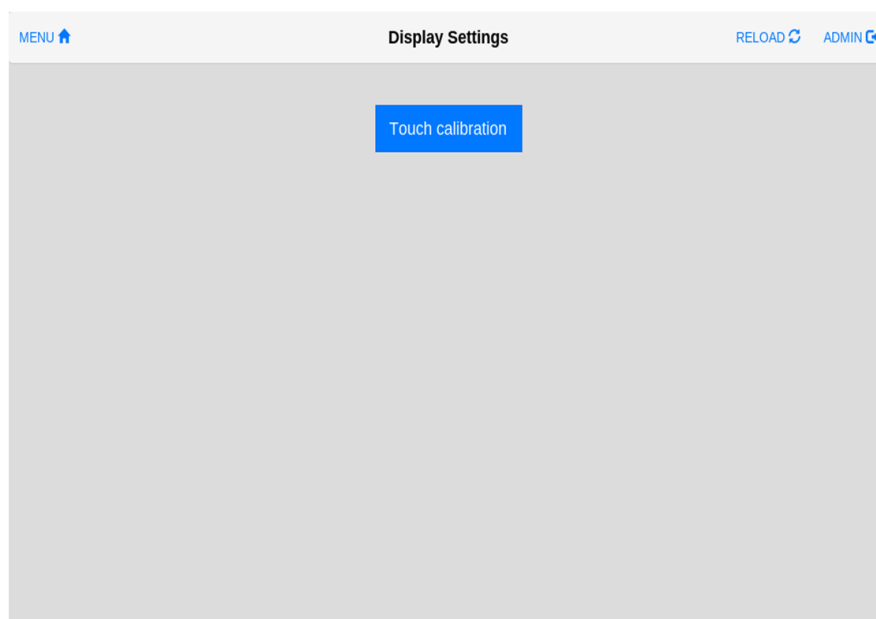 MENU
Display Settings
RELOAD
ADMIN
Touch calibration